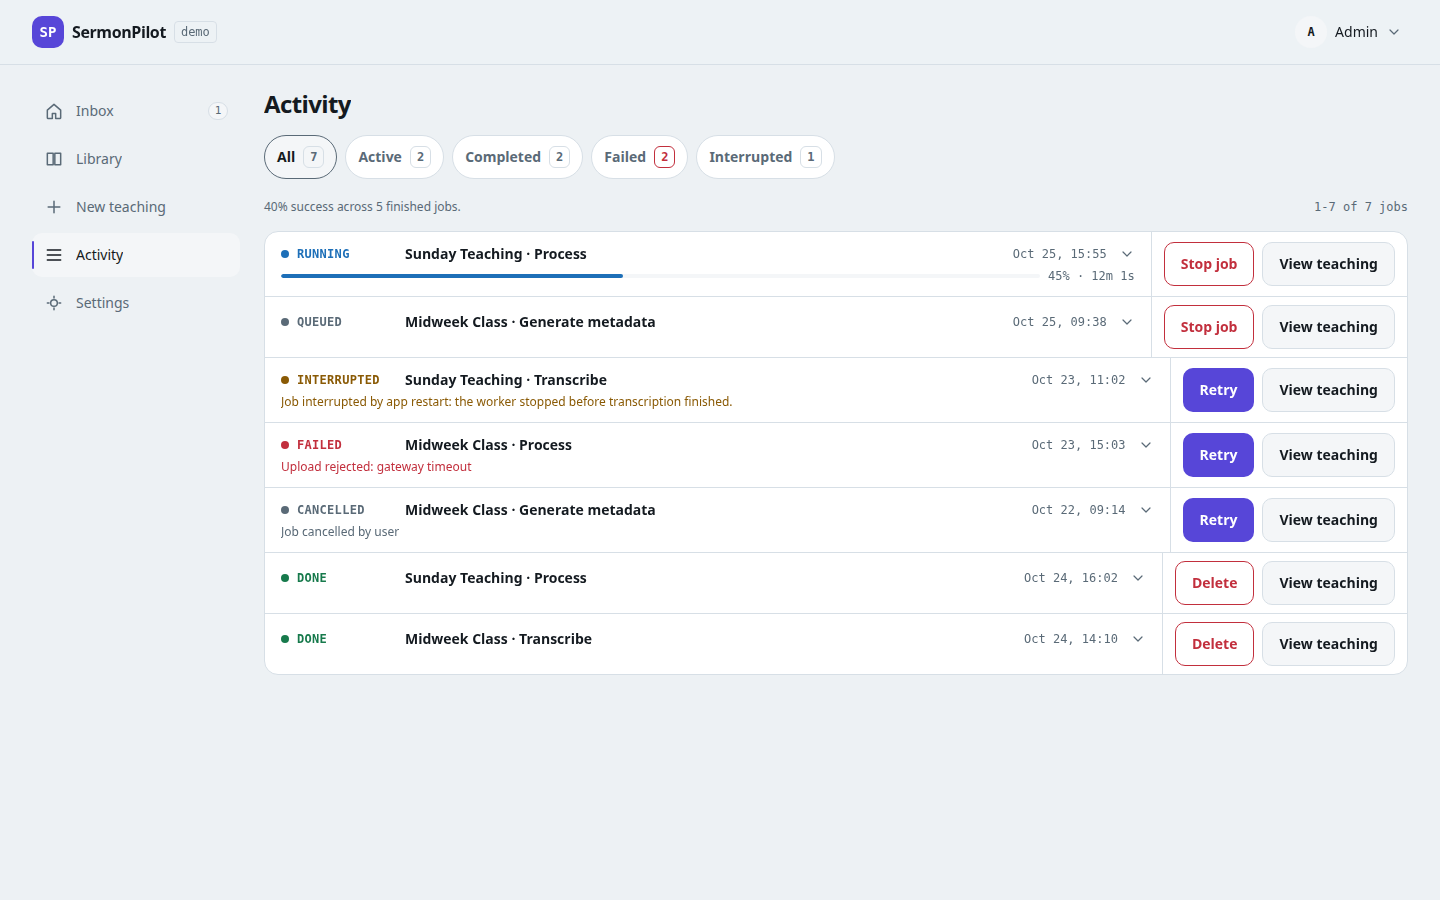 SP SermonPilot demo
A Admin
Inbox 1
Library
New teaching
Activity
Settings
Activity
All 7 Active 2 Completed 2 Failed 2 Interrupted 1
40% success across 5 finished jobs. 1-7 of 7 jobs
RUNNING Sunday Teaching · Process Oct 25, 15:55 Stop job View teaching
45% · 12m 1s
QUEUED Midweek Class · Generate metadata Oct 25, 09:38 Stop job View teaching
INTERRUPTED Sunday Teaching · Transcribe Oct 23, 11:02 Retry View teaching
Job interrupted by app restart: the worker stopped before transcription finished.
FAILED Midweek Class · Process Oct 23, 15:03 Retry View teaching
Upload rejected: gateway timeout
CANCELLED Midweek Class · Generate metadata Oct 22, 09:14 Retry View teaching
Job cancelled by user
DONE Sunday Teaching · Process Oct 24, 16:02 Delete View teaching
DONE Midweek Class · Transcribe Oct 24, 14:10 Delete View teaching